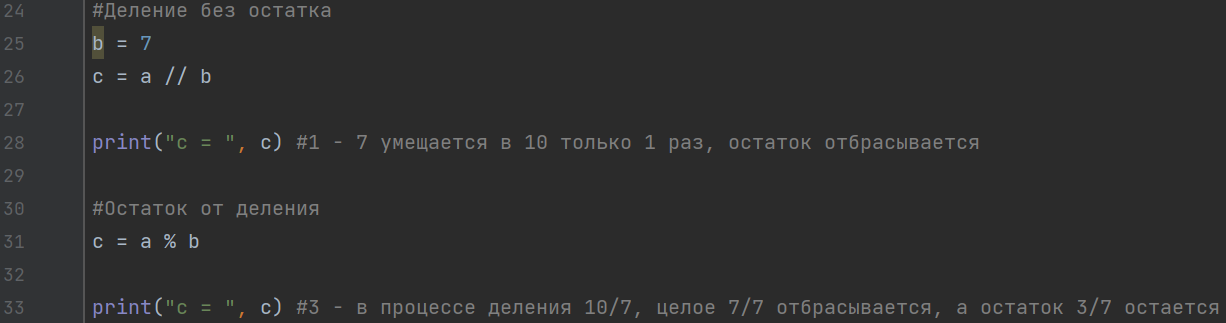 24 #Деление без остатка
25 b = 7
26 c = a // b
27
28 print("c = ", c) #1 - 7 умещается в 10 только 1 раз, остаток отбрасывается
29
30 #Остаток от деления
31 c = a % b
32
33 print("c = ", c) #3 - в процессе деления 10/7, целое 7/7 отбрасывается, а остаток 3/7 остается